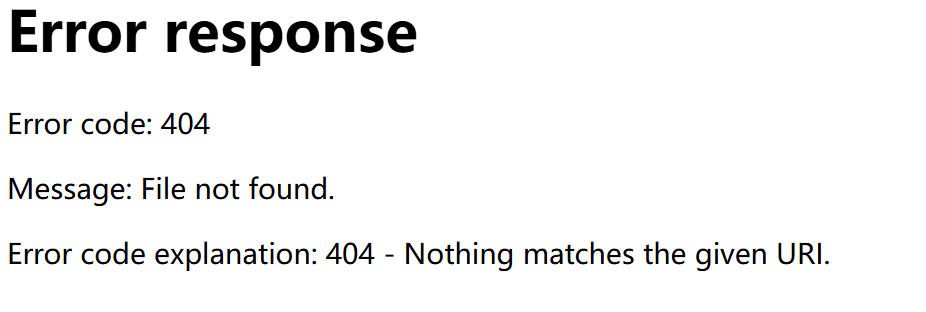 Error response
Error code: 404
Message: File not found.
Error code explanation: 404 - Nothing matches the given URI.